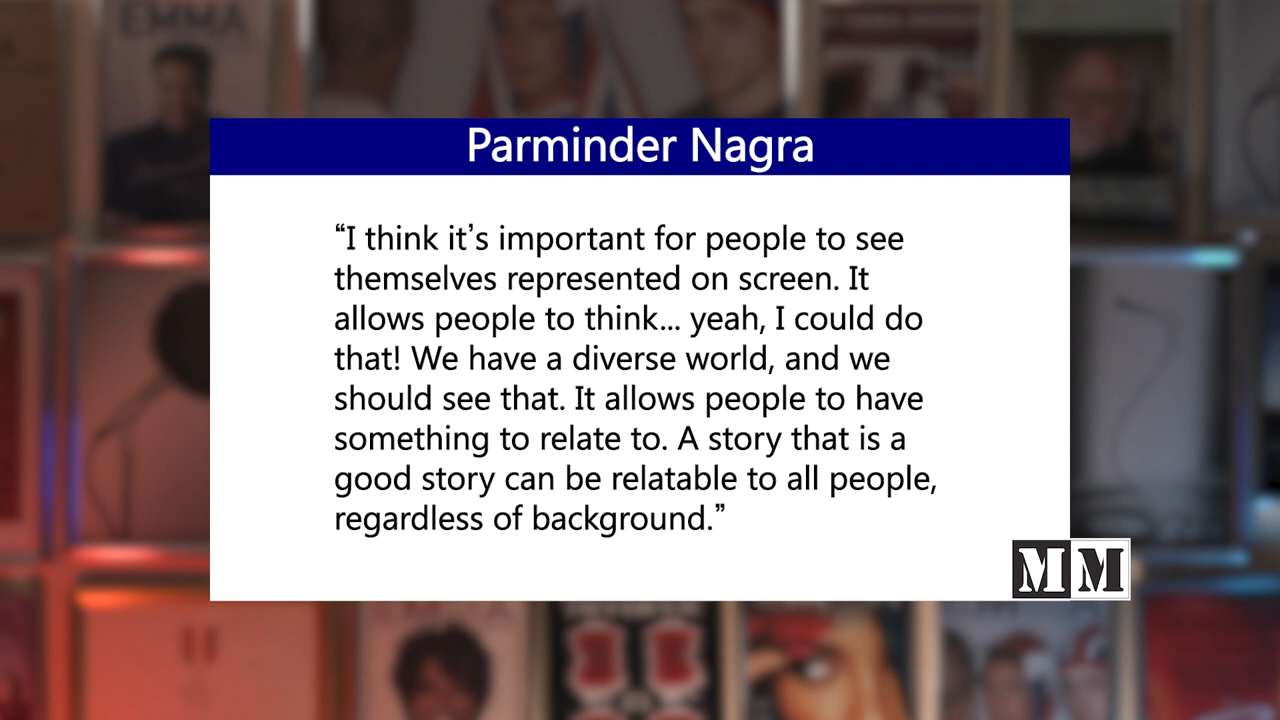 EMMA
Parminder Nagra
“I think it’s important for people to see
themselves represented on screen. It
allows people to think... yeah, I could do
that! We have a diverse world, and we
should see that. It allows people to have
something to relate to. A story that is a
good story can be relatable to all people,
regardless of background.”
MM